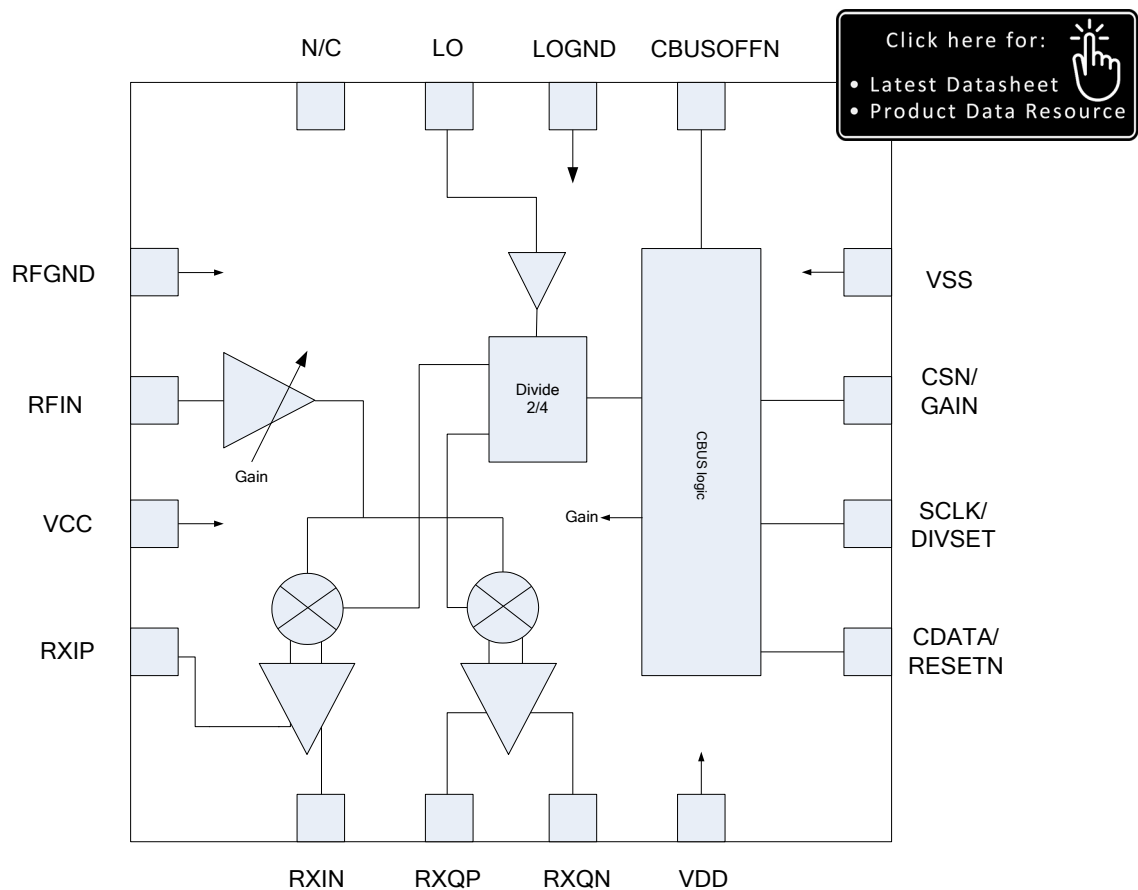 N/C
LO
LOGND
CBUSOFFN
Click here for:
• Latest Datasheet
• Product Data Resource
RFGND
VSS
RFIN
Gain
Divide
2/4
CBUS logic
CSN/
GAIN
VCC
Gain
SCLK/
DIVSET
RXIP
CDATA/
RESETN
RXIN
RXQP
RXQN
VDD